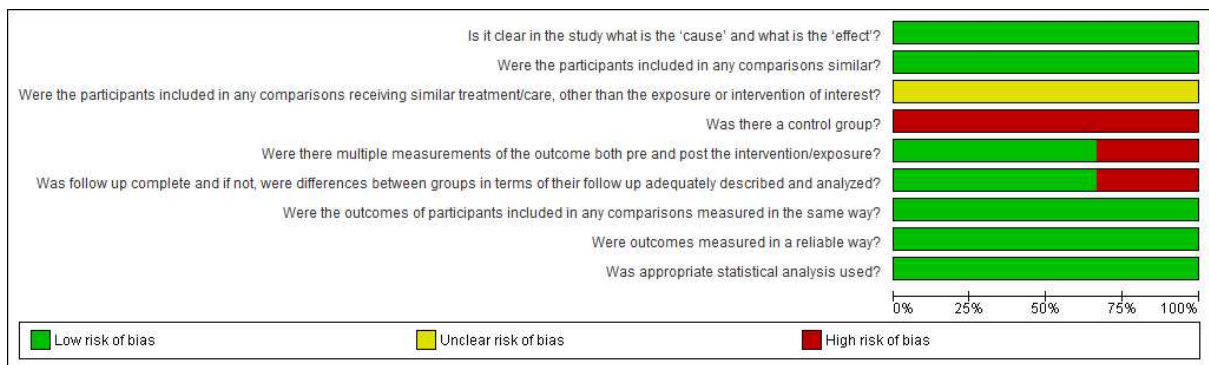 Is it clear in the study what is the ‘cause’ and what is the ‘effect’?
Were the participants included in any comparisons similar?
Were the participants included in any comparisons receiving similar treatment/care, other than the exposure or intervention of interest?
Was there a control group?
Were there multiple measurements of the outcome both pre and post the intervention/exposure?
Was follow up complete and if not, were differences between groups in terms of their follow up adequately described and analyzed?
Were the outcomes of participants included in any comparisons measured in the same way?
Were outcomes measured in a reliable way?
Was appropriate statistical analysis used?
0% 25% 50% 75% 100%
Low risk of bias Unclear risk of bias High risk of bias